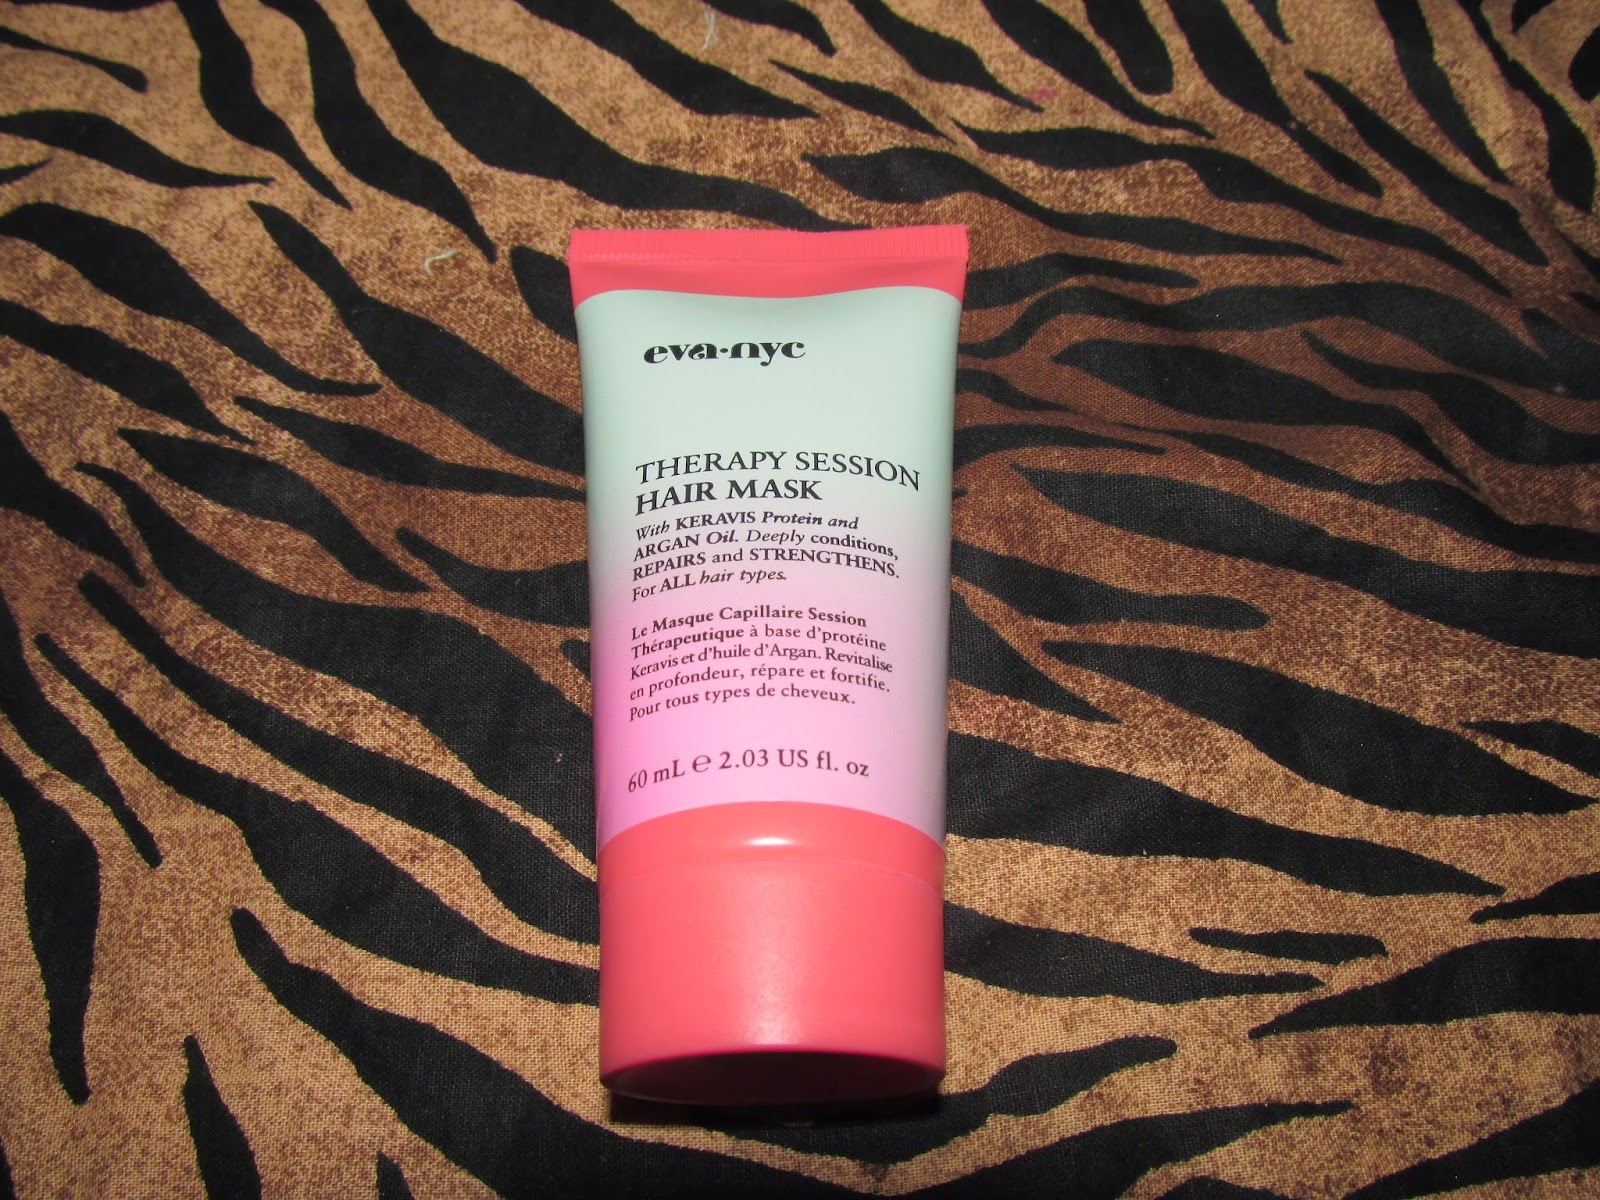 eva·nyc
THERAPY SESSION
HAIR MASK
With KERAVIS Protein and
ARGAN Oil. Deeply conditions,
REPAIRS and STRENGTHENS.
For ALL hair types.
Le Masque Capillaire Session
Thérapeutique à base d'protéine
Keravis et d'huile d'Argan. Revitalise
en profondeur, répare et fortifie.
Pour tous types de cheveux.
60 mL ℮ 2.03 US fl. oz